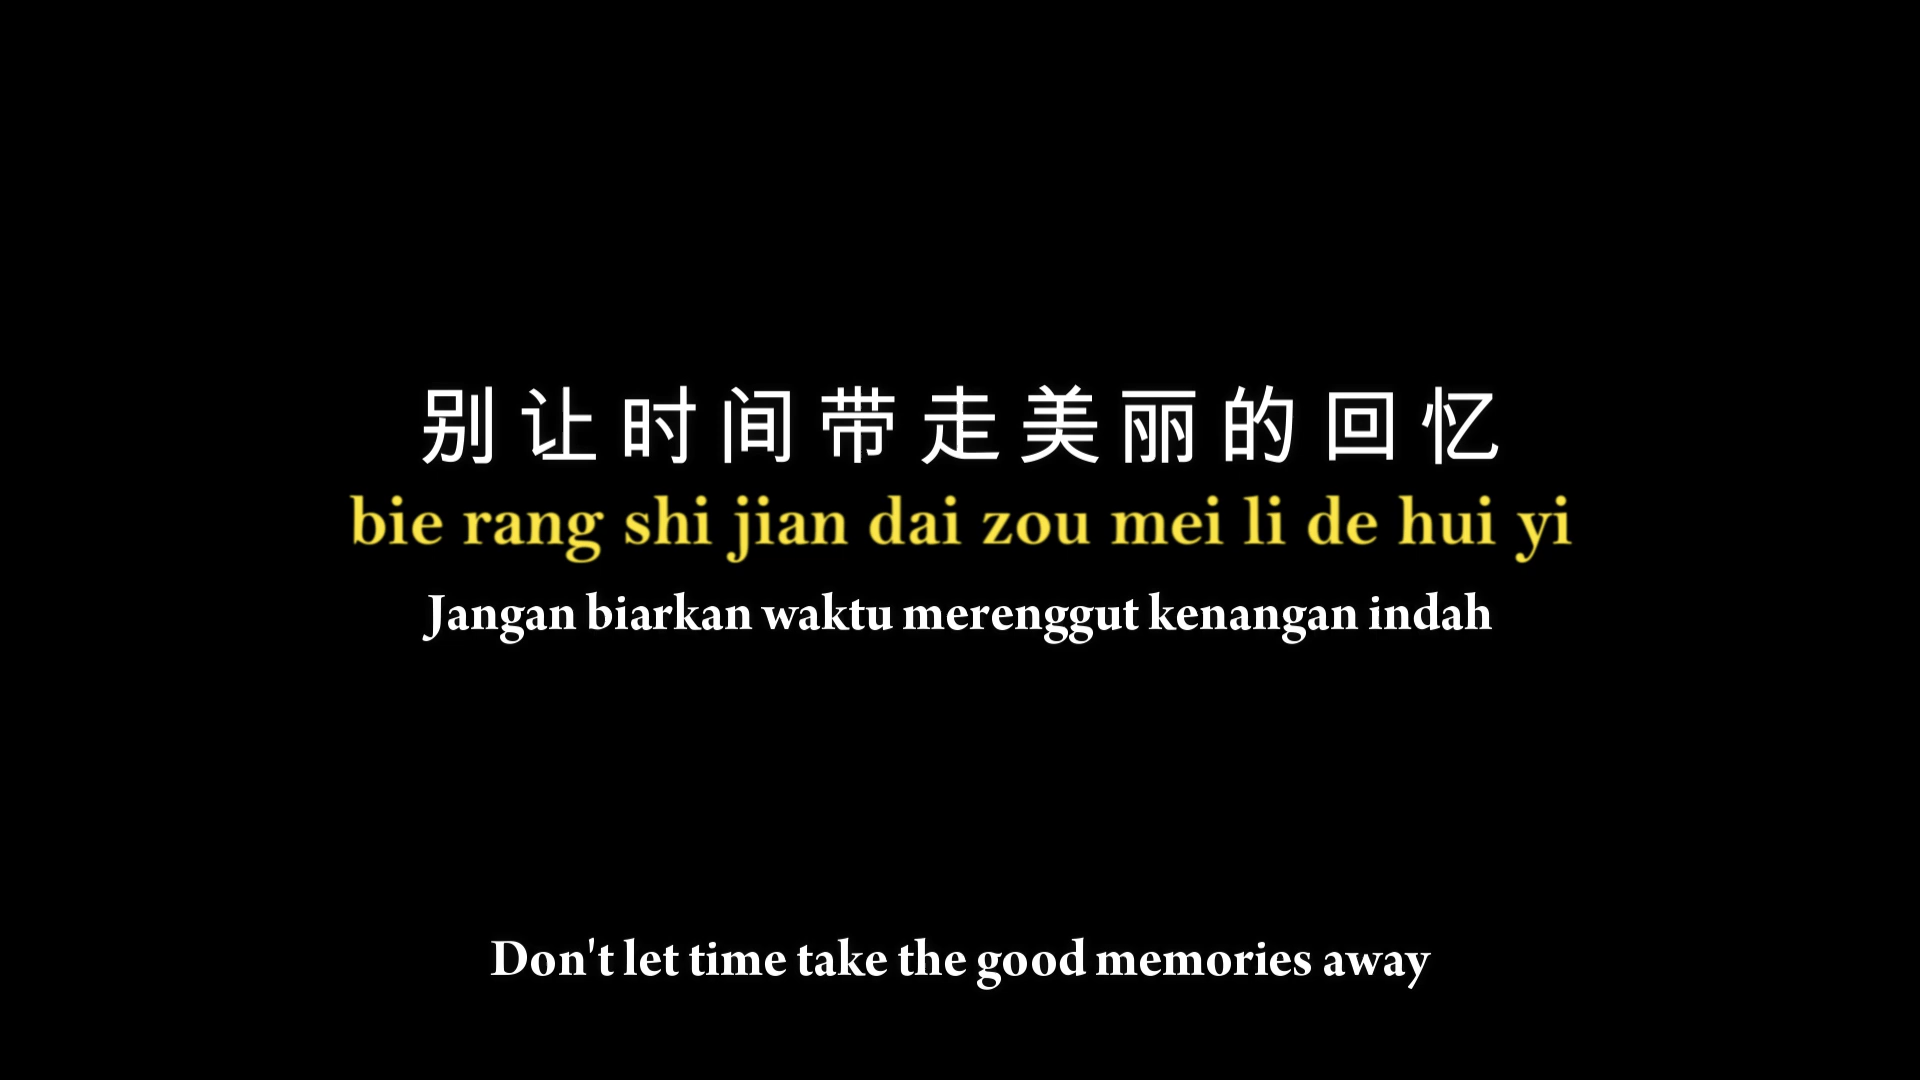 别让时间带走美丽的回忆
bie rang shi jian dai zou mei li de hui yi
Jangan biarkan waktu merenggut kenangan indah
Don't let time take the good memories away